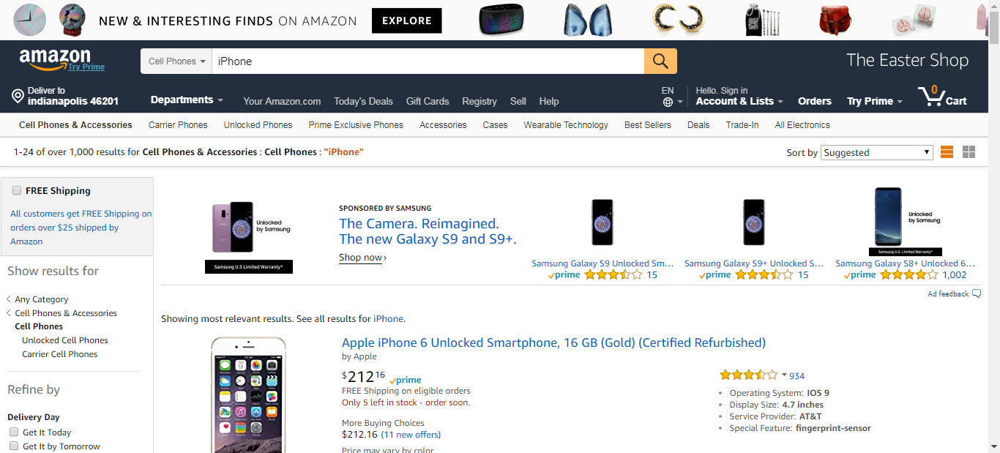 NEW & INTERESTING FINDS ON AMAZON EXPLORE
amazon
Try Prime
Cell Phones
iPhone
The Easter Shop
Deliver to
indianapolis 46201
Departments
Your Amazon.com
Today's Deals
Gift Cards
Registry
Sell
Help
EN
Hello. Sign in
Account & Lists
Orders
Try Prime
0
Cart
Cell Phones & Accessories
Carrier Phones
Unlocked Phones
Prime Exclusive Phones
Accessories
Cases
Wearable Technology
Best Sellers
Deals
Trade-In
All Electronics
1-24 of over 1,000 results for Cell Phones & Accessories : Cell Phones : "iPhone"
Sort by Suggested
FREE Shipping
All customers get FREE Shipping on
orders over $25 shipped by
Amazon
Show results for
Any Category
Cell Phones & Accessories
Cell Phones
Unlocked Cell Phones
Carrier Cell Phones
Refine by
Delivery Day
Get It Today
Get It by Tomorrow
Unlocked
by Samsung
Samsung U.S Limited Warranty*
SPONSORED BY SAMSUNG
The Camera. Reimagined.
The new Galaxy S9 and S9+.
Shop now ›
Samsung Galaxy S9 Unlocked Sm...
prime 15
Samsung Galaxy S9+ Unlocked S...
prime 15
Unlocked
by Samsung
Samsung U.S. Limited Warranty*
Samsung Galaxy S8+ Unlocked 6...
prime 1,002
Ad feedback
Showing most relevant results. See all results for iPhone.
Apple iPhone 6 Unlocked Smartphone, 16 GB (Gold) (Certified Refurbished)
by Apple
$212 16 prime
FREE Shipping on eligible orders
Only 5 left in stock - order soon.
More Buying Choices
$212.16 (11 new offers)
Price may vary by color
934
Operating System: IOS 9
Display Size: 4.7 inches
Service Provider: AT&T
Special Feature: fingerprint-sensor